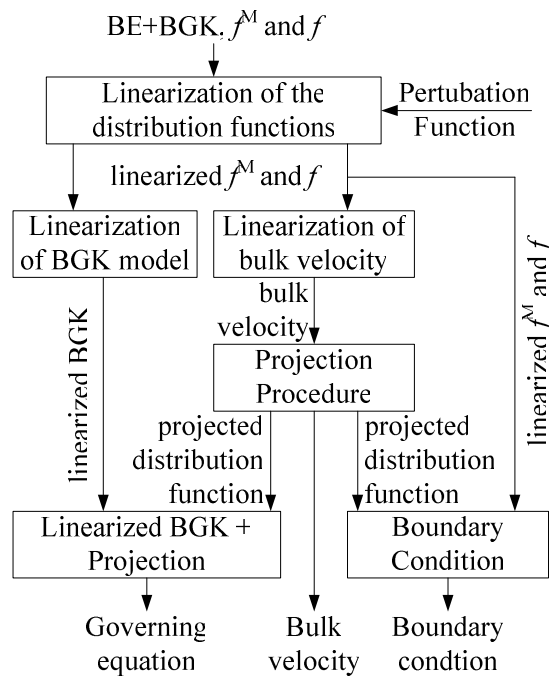 BE+BGK, f^M and f
Linearization of the
distribution functions
Pertubation
Function
linearized f^M and f
Linearization
of BGK model
Linearization of
bulk velocity
linearized f^M and f
bulk
velocity
linearized BGK
Projection
Procedure
projected
distribution
function
projected
distribution
function
Linearized BGK +
Projection
Boundary
Condition
Governing
equation
Bulk
velocity
Boundary
condtion